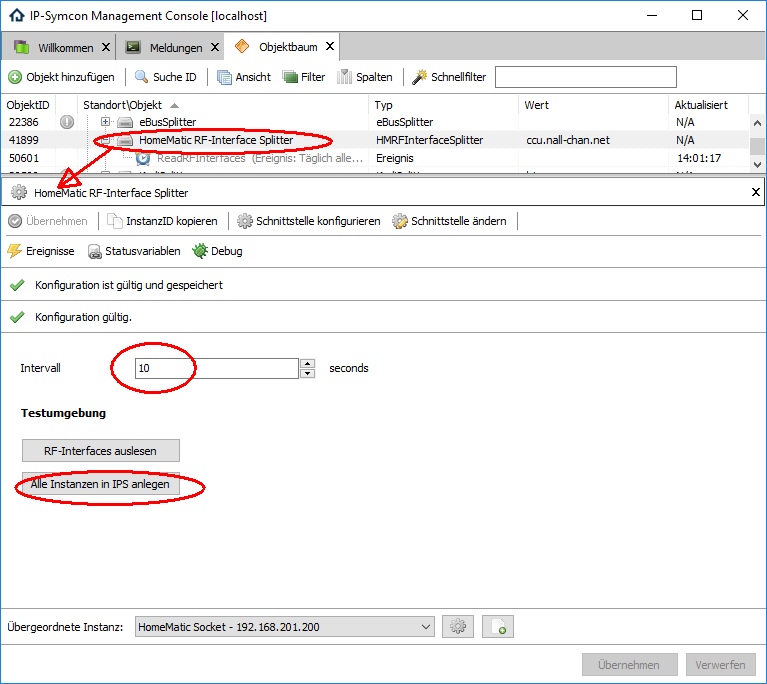 IP-Symcon Management Console [localhost]
Willkommen Meldungen Objektbaum
Objekt hinzufügen Suche ID Ansicht Filter Spalten Schnellfilter
ObjektID Standort\Objekt Typ Wert Aktualisiert
22386 eBusSplitter eBusSplitter N/A
41899 HomeMatic RF-Interface Splitter HMRFInterfaceSplitter ccu.nall-chan.net N/A
50601 ReadRFInterfaces (Ereignis: Täglich alle... Ereignis 14:01:17
HomeMatic RF-Interface Splitter
Übernehmen InstanzID kopieren Schnittstelle konfigurieren Schnittstelle ändern
Ereignisse Statusvariablen Debug
Konfiguration ist gültig und gespeichert
Konfiguration gültig.
Intervall 10 seconds
Testumgebung
RF-Interfaces auslesen
Alle Instanzen in IPS anlegen
Übergeordnete Instanz: HomeMatic Socket - 192.168.201.200
Übernehmen Verwerfen